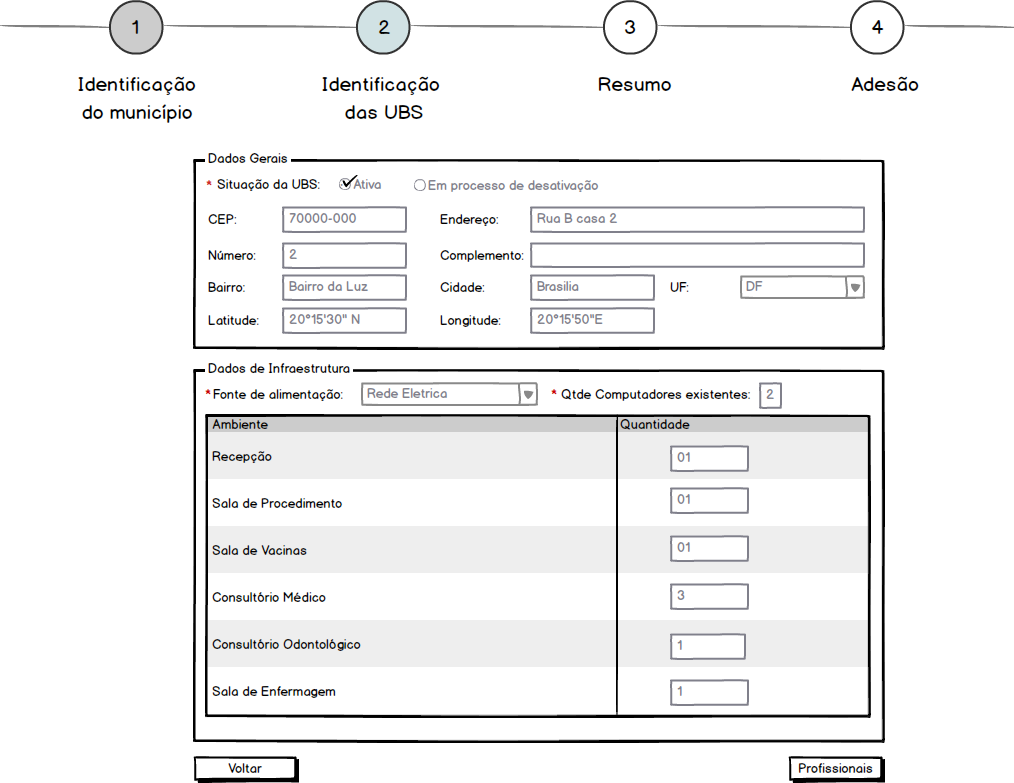 1 2 3 4
Identificação Identificação Resumo Adesão
do município das UBS
Dados Gerais
* Situação da UBS: Ativa Em processo de desativação
CEP: 70000-000 Endereço: Rua B casa 2
Número: 2 Complemento:
Bairro: Bairro da Luz Cidade: Brasilia UF: DF
Latitude: 20°15'30" N Longitude: 20°15'50"E
Dados de Infraestrutura
*Fonte de alimentação: Rede Eletrica * Qtde Computadores existentes: 2
Ambiente Quantidade
Recepção 01
Sala de Procedimento 01
Sala de Vacinas 01
Consultório Médico 3
Consultório Odontológico 1
Sala de Enfermagem 1
Voltar Profissionais